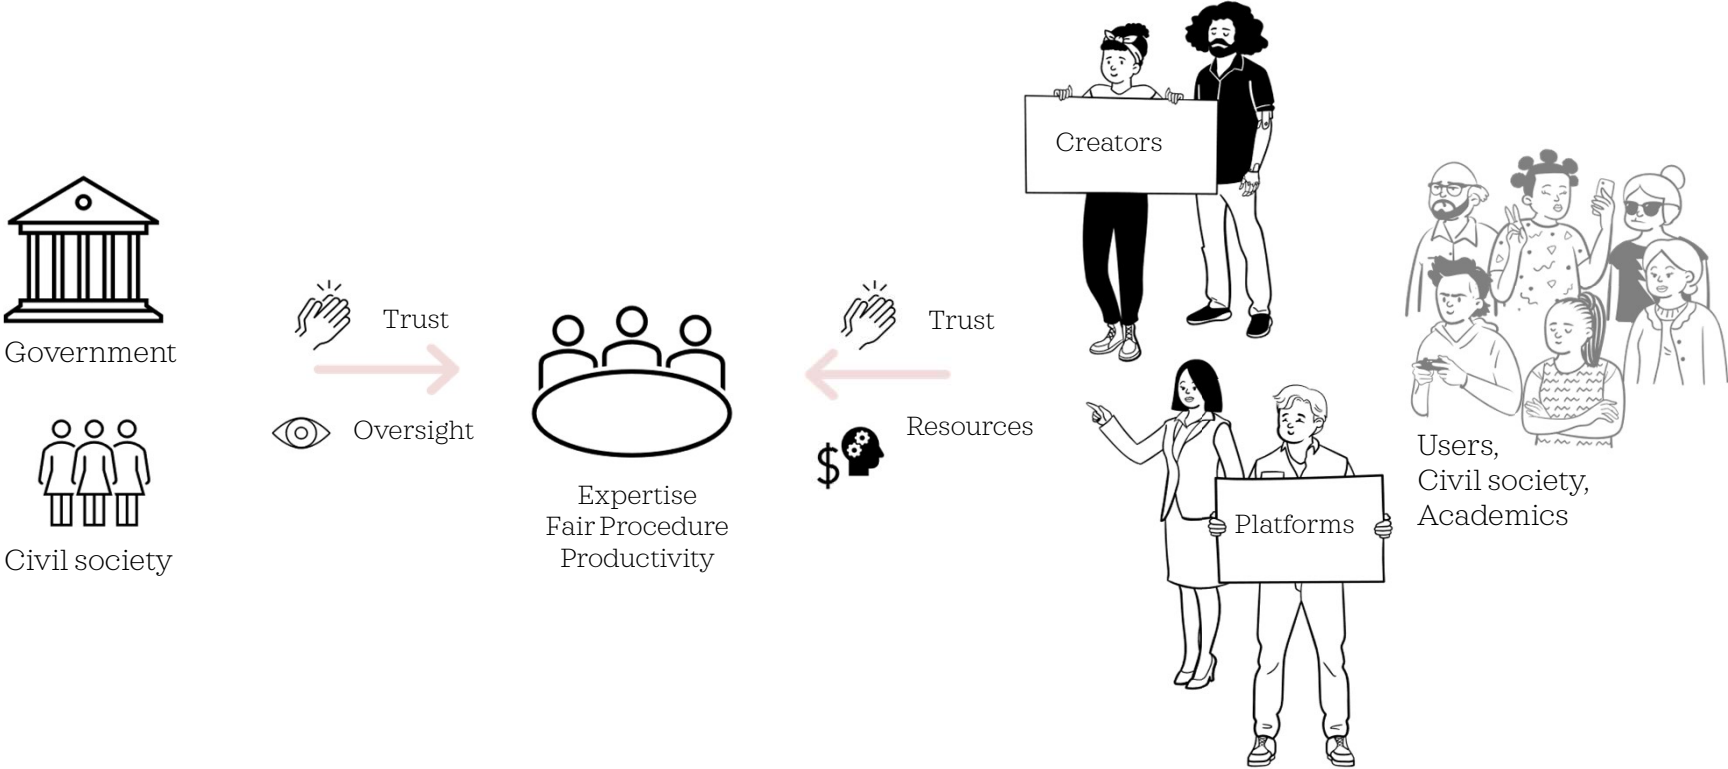 Government
Civil society
Trust
Oversight
Expertise
Fair Procedure
Productivity
Trust
Resources
$
Creators
Platforms
Users,
Civil society,
Academics